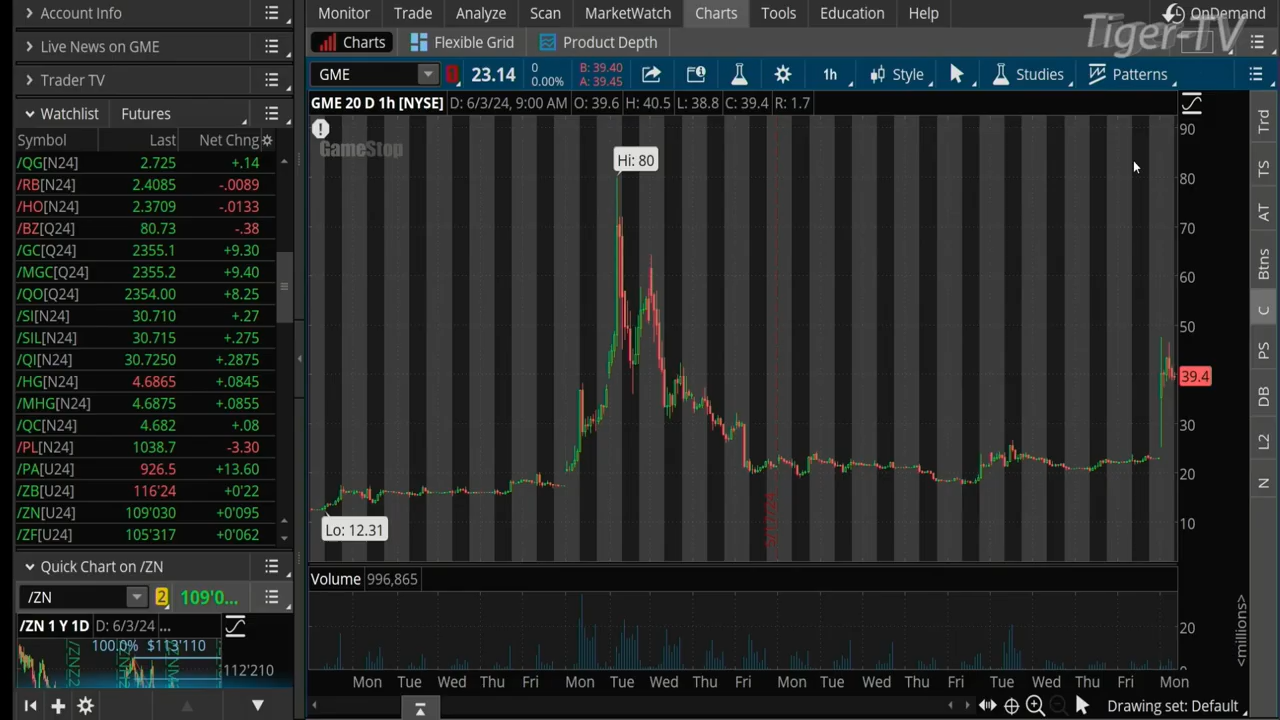 Account Info
Live News on GME
Trader TV
Watchlist Futures
Symbol Last Net Chng
/QG[N24] 2.725 +.14
/RB[N24] 2.4085 -.0089
/HO[N24] 2.3709 -.0133
/BZ[Q24] 80.73 -.38
/GC[Q24] 2355.1 +9.30
/MGC[Q24] 2355.2 +9.40
/QO[Q24] 2354.00 +8.25
/SI[N24] 30.710 +.27
/SIL[N24] 30.715 +.275
/QI[N24] 30.7250 +.2875
/HG[N24] 4.6865 +.0845
/MHG[N24] 4.6875 +.0855
/QC[N24] 4.682 +.08
/PL[N24] 1038.7 -3.30
/PA[U24] 926.5 +13.60
/ZB[U24] 116'24 +0'22
/ZN[U24] 109'030 +0'095
/ZF[U24] 105'317 +0'062
Quick Chart on /ZN
/ZN 2 109'0...
/ZN 1 Y 1D D: 6/3/24 ...
100.0% $113'110
112'210
Monitor Trade Analyze Scan MarketWatch Charts Tools Education Help OnDemand
Tiger-TV
Charts Flexible Grid Product Depth
GME 23.14 0 0.00% B: 39.40 A: 39.45 1h Style Studies Patterns
GME 20 D 1h [NYSE] D: 6/3/24, 9:00 AM O: 39.6 H: 40.5 L: 38.8 C: 39.4 R: 1.7
GameStop
Hi: 80
Lo: 12.31
90
80
70
60
50
39.4
30
20
10
Volume 996,865
20
<millions>
Mon Tue Wed Thu Fri Mon Tue Wed Thu Fri Mon Tue Wed Thu Fri Mon Tue Wed Thu Fri Mon
Drawing set: Default
Trd
TS
AT
Btns
C
PS
DB
L2
N